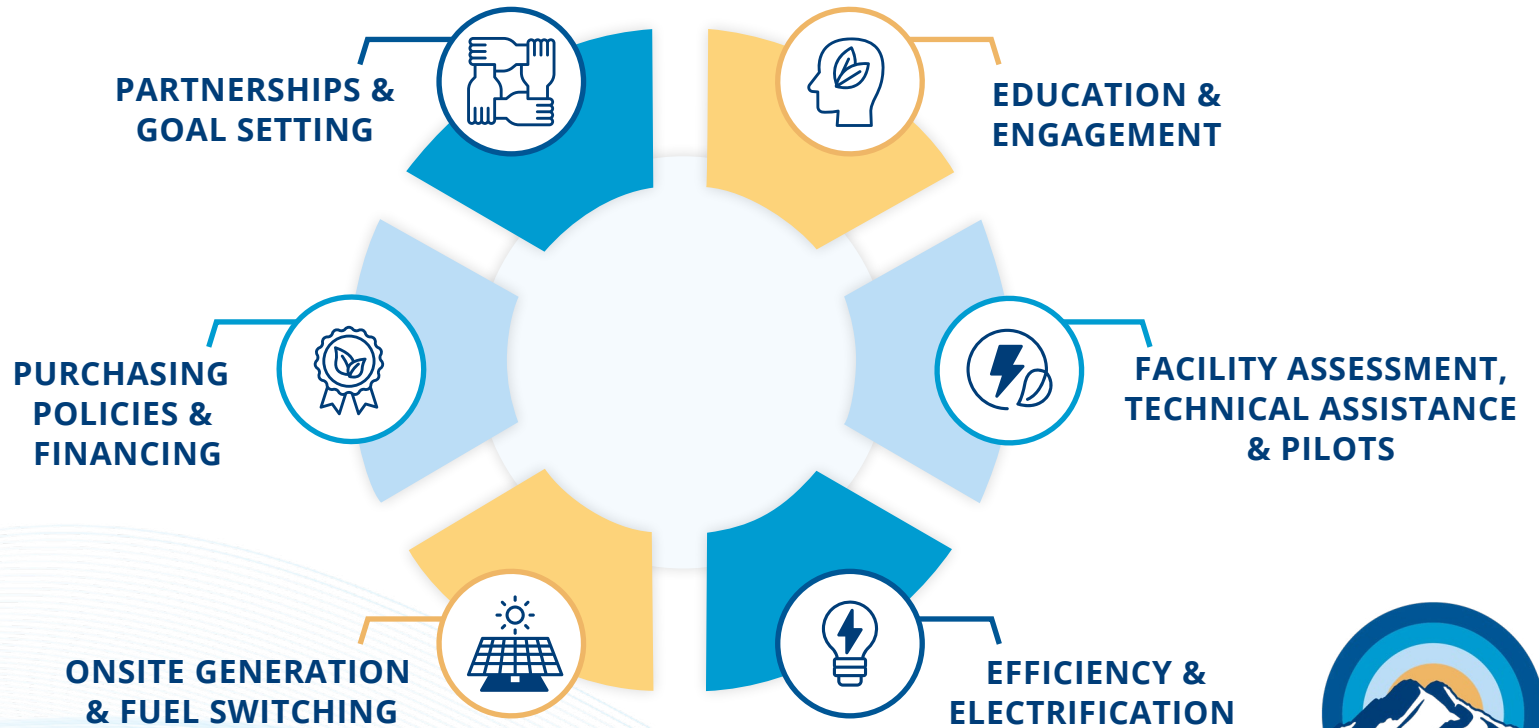 PARTNERSHIPS &
GOAL SETTING
EDUCATION &
ENGAGEMENT
PURCHASING
POLICIES &
FINANCING
FACILITY ASSESSMENT,
TECHNICAL ASSISTANCE
& PILOTS
ONSITE GENERATION
& FUEL SWITCHING
EFFICIENCY &
ELECTRIFICATION